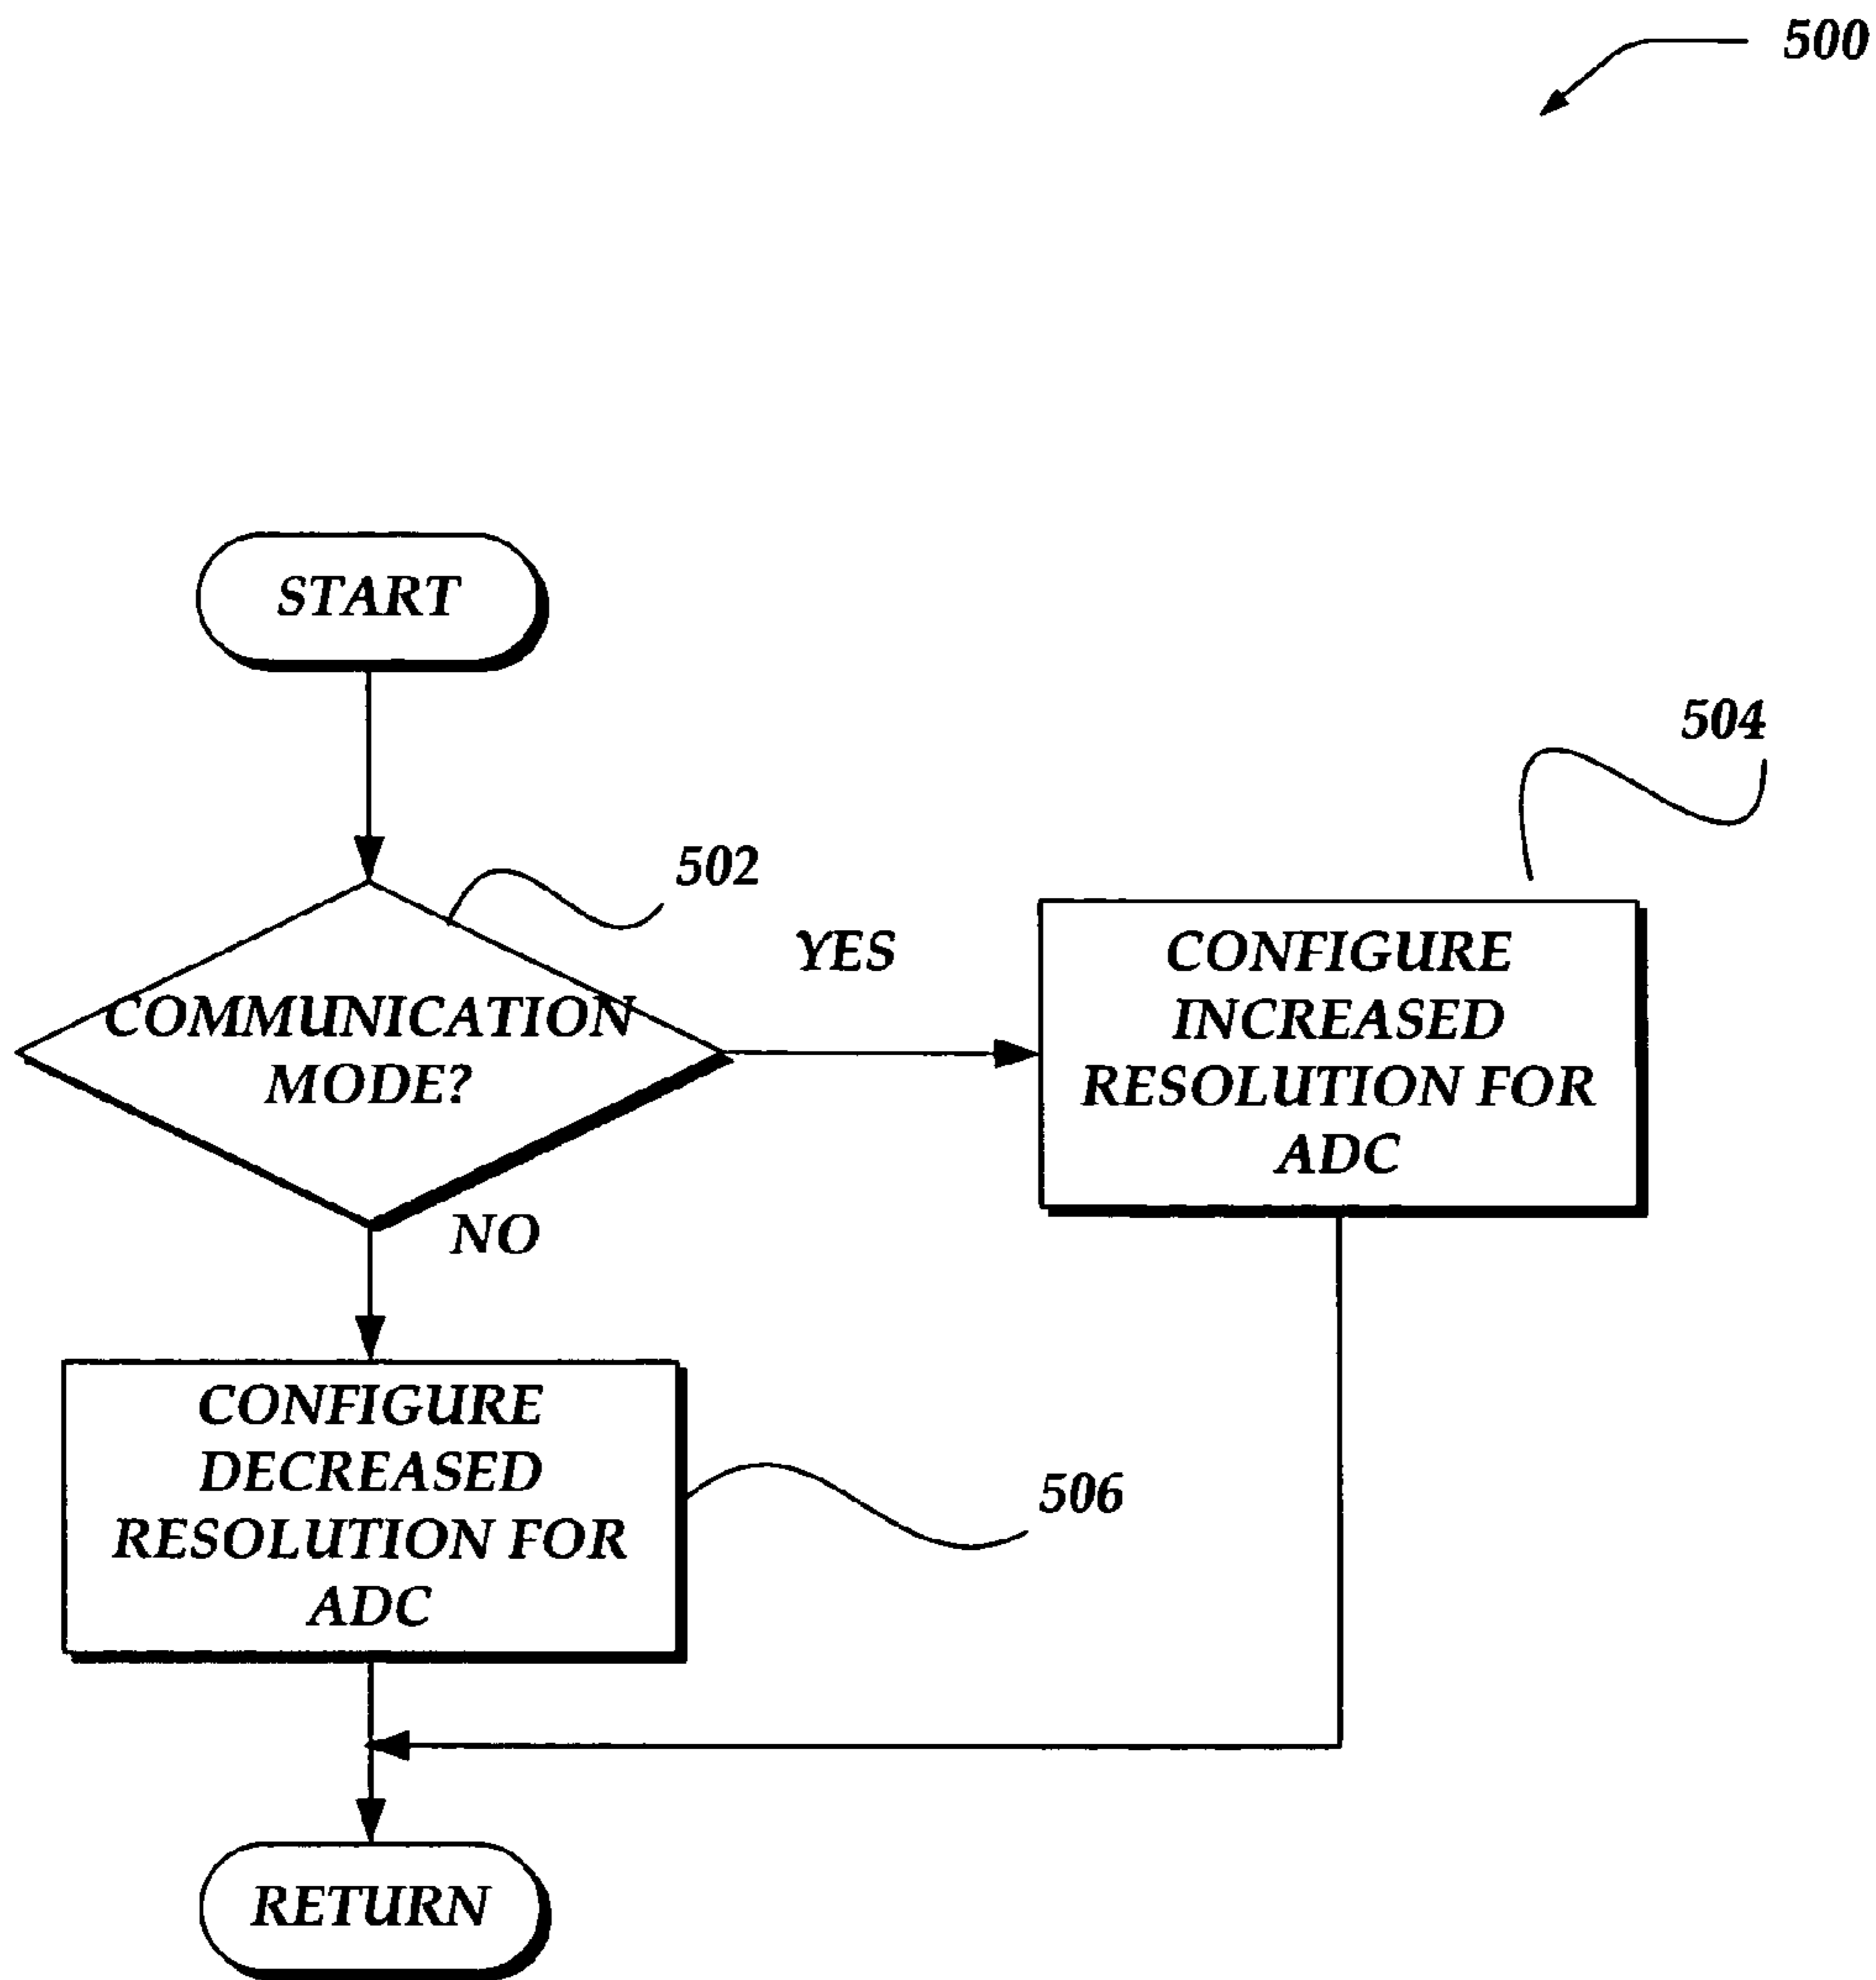 500
START
502
COMMUNICATION
MODE?
YES
NO
504
CONFIGURE
INCREASED
RESOLUTION FOR
ADC
CONFIGURE
DECREASED
RESOLUTION FOR
ADC
506
RETURN